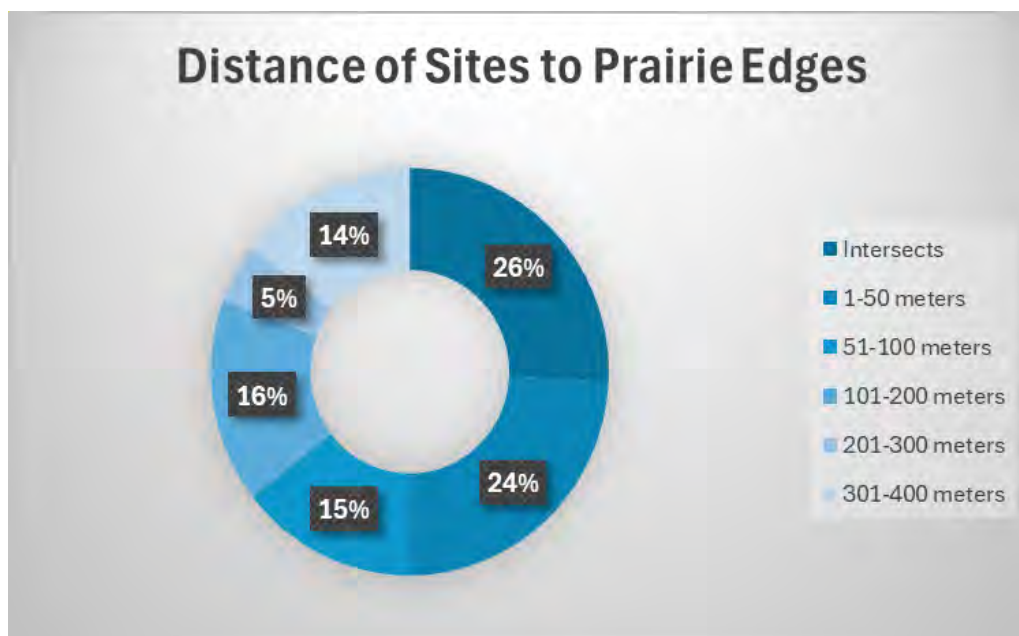 Distance of Sites to Prairie Edges
14%
26%
5%
16%
24%
15%
Intersects
1-50 meters
51-100 meters
101-200 meters
201-300 meters
301-400 meters